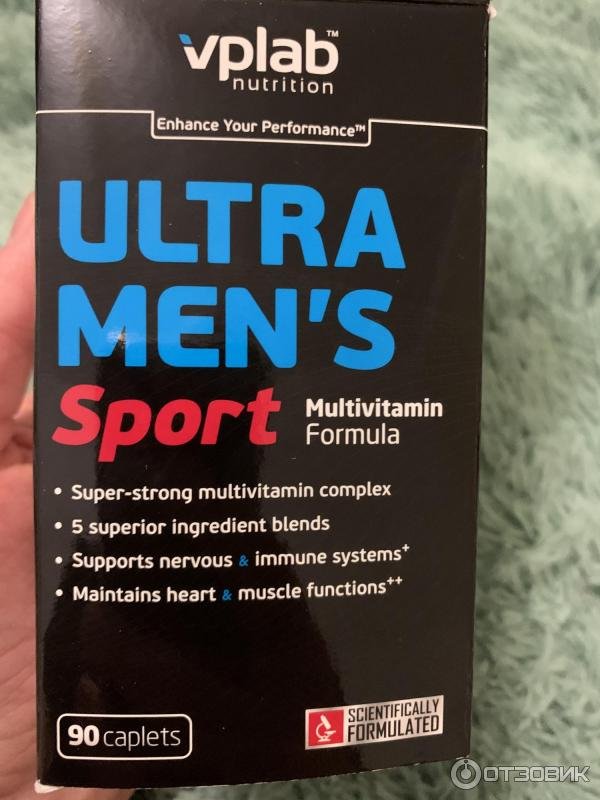 vplab™
nutrition
Enhance Your Performance™
ULTRA
MEN'S
Sport Multivitamin
Formula
• Super-strong multivitamin complex
• 5 superior ingredient blends
• Supports nervous & immune systems⁺
• Maintains heart & muscle functions⁺⁺
90 caplets
SCIENTIFICALLY
FORMULATED
ОТЗОВИК